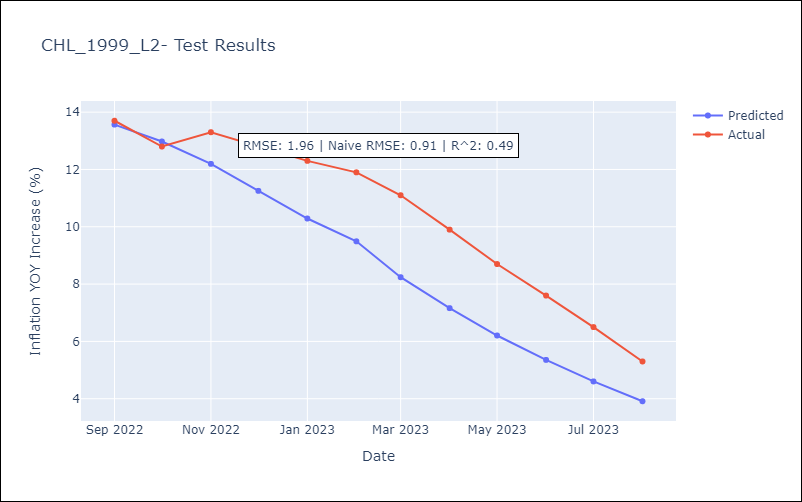 CHL_1999_L2- Test Results
Predicted
Actual
RMSE: 1.96 | Naive RMSE: 0.91 | R^2: 0.49
Inflation YOY Increase (%)
14
12
10
8
6
4
Sep 2022
Nov 2022
Jan 2023
Mar 2023
May 2023
Jul 2023
Date